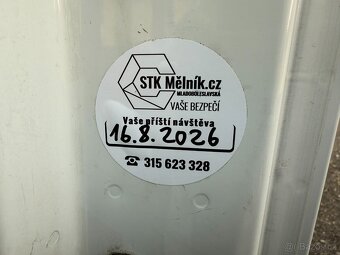 STK Mělník.cz
MLADOBOLESLAVSKÁ
VAŠE BEZPEČÍ
Vaše příští návštěva
16.8.2026
☎ 315 623 328